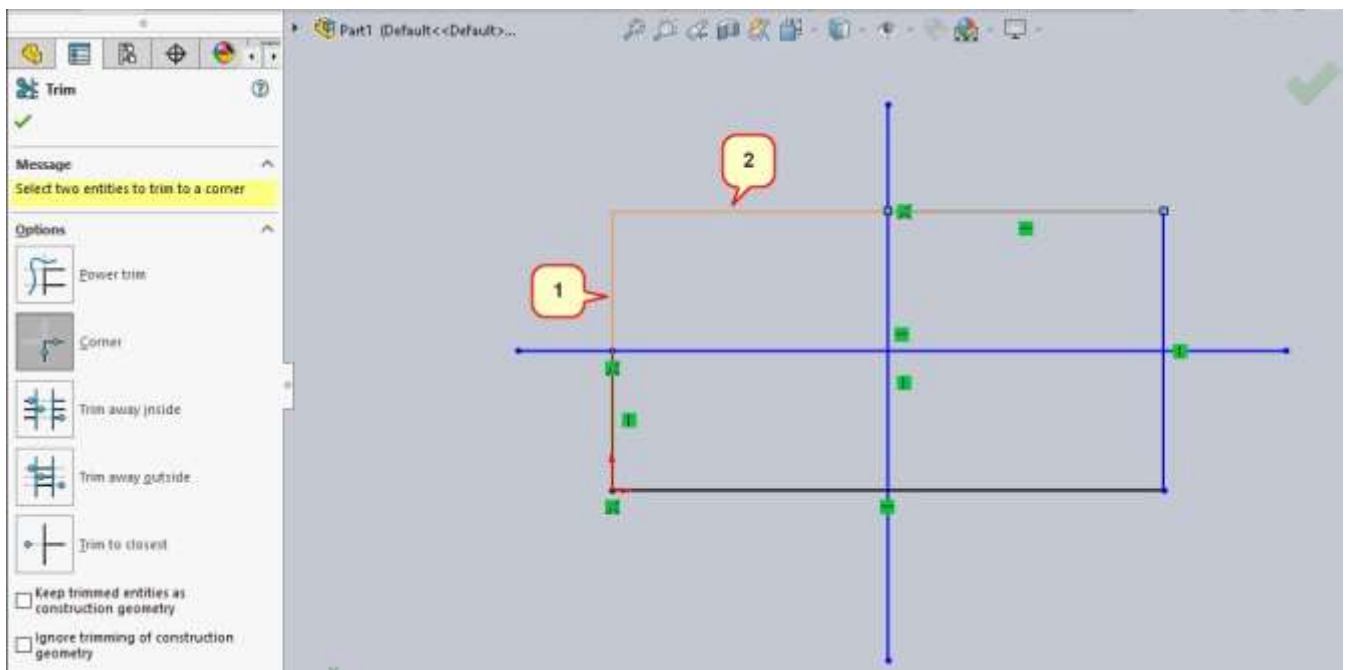 Part1 (Default<<Default>...
Trim
Message
Select two entities to trim to a corner
Options
Power trim
Corner
Trim away inside
Trim away outside
Trim to closest
Keep trimmed entities as
construction geometry
Ignore trimming of construction
geometry
2
1